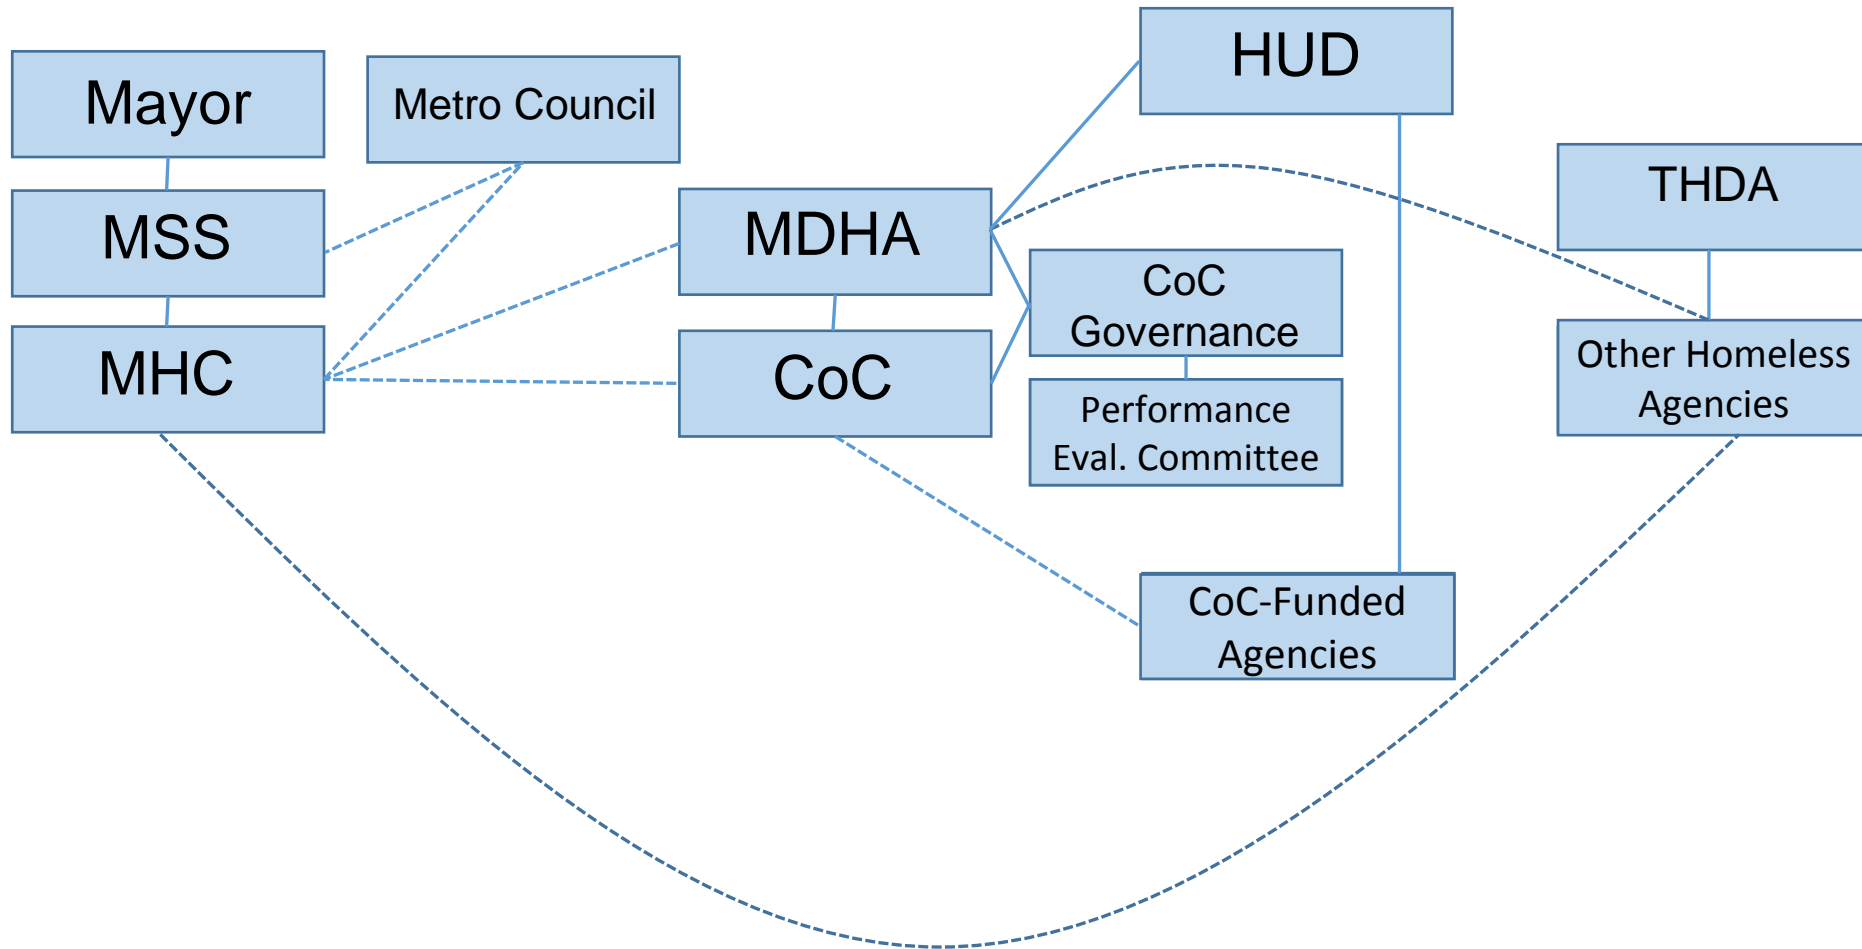 Mayor
MSS
MHC
Metro Council
MDHA
CoC
HUD
CoC
Governance
Performance
Eval. Committee
CoC-Funded
Agencies
THDA
Other Homeless
Agencies